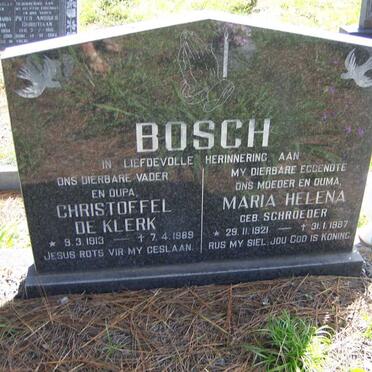 BOSCH
IN LIEFDEVOLLE HERINNERING AAN
ONS DIERBARE VADER
EN OUPA,
CHRISTOFFEL
DE KLERK
* 9.3.1913 — ✝ 7.4.1989
JESUS ROTS VIR MY GESLAAN.
MY DIERBARE EGGENOTE
ONS MOEDER EN OUMA,
MARIA HELENA
GEB. SCHROEDER
* 29.11.1921 — ✝ 31.1.1987
RUS MY SIEL, JOU GOD IS KONING